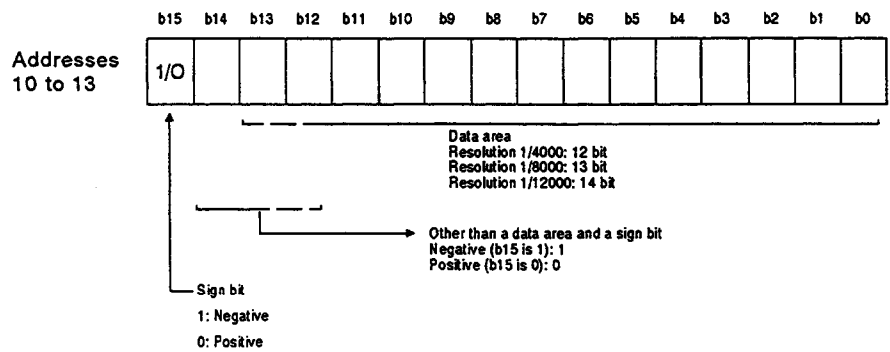 b15 b14 b13 b12 b11 b10 b9 b8 b7 b6 b5 b4 b3 b2 b1 b0
Addresses
10 to 13
1/0
Data area
Resolution 1/4000: 12 bit
Resolution 1/8000: 13 bit
Resolution 1/12000: 14 bit
Other than a data area and a sign bit
Negative (b15 is 1): 1
Positive (b15 is 0): 0
Sign bit
1: Negative
0: Positive